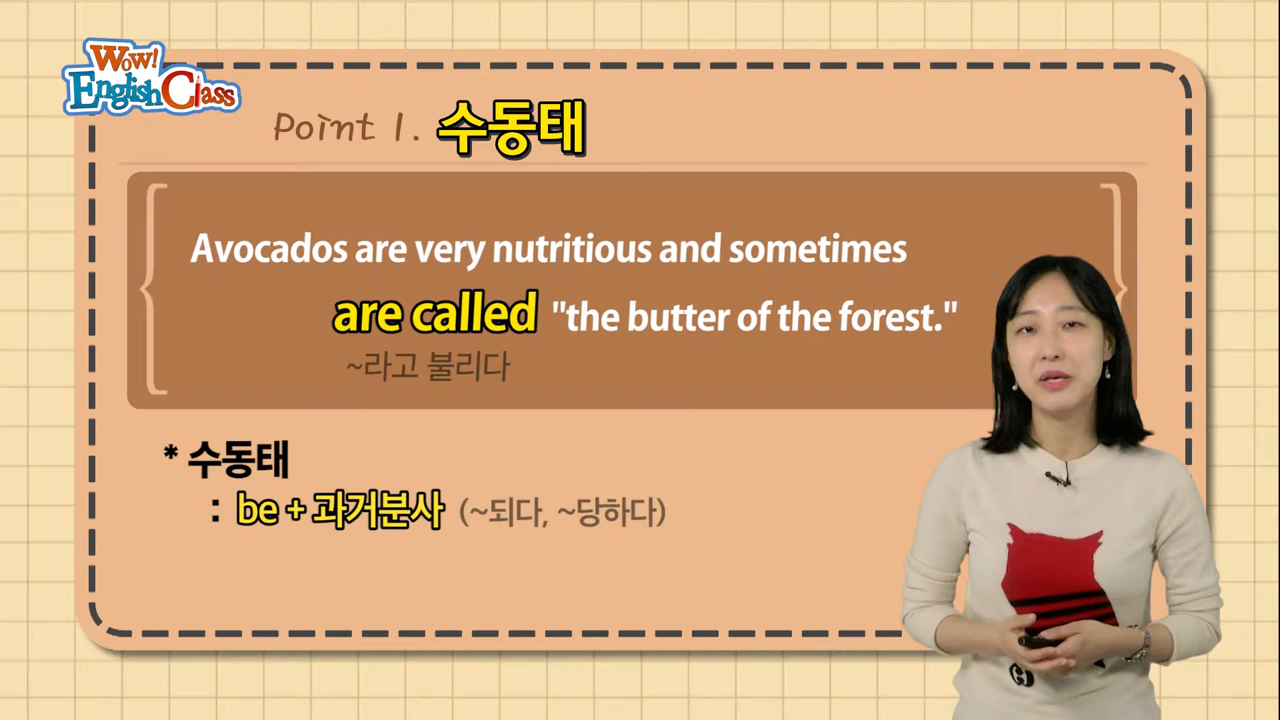 Wow!
English Class
Point 1. 수동태
Avocados are very nutritious and sometimes
are called "the butter of the forest."
~라고 불리다
* 수동태
: be + 과거분사 (~되다, ~당하다)